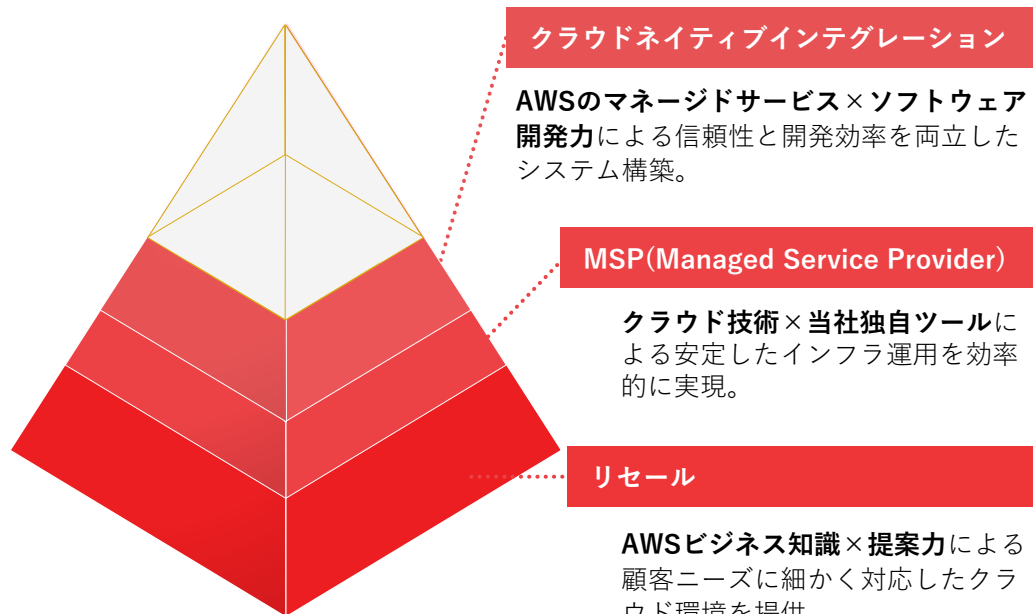 クラウドネイティブインテグレーション
AWSのマネージドサービス×ソフトウェア
開発力による信頼性と開発効率を両立した
システム構築。
MSP(Managed Service Provider)
クラウド技術×当社独自ツールに
よる安定したインフラ運用を効率
的に実現。
リセール
AWSビジネス知識×提案力による
顧客ニーズに細かく対応したクラ
ウド環境を提供